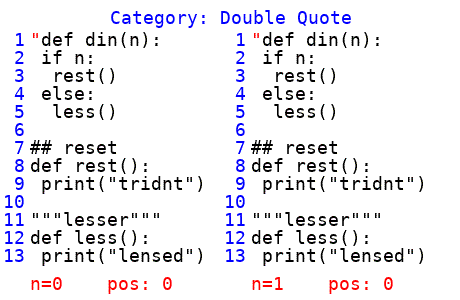 Category: Double Quote
1 "def din(n): 1 "def din(n):
2  if n: 2  if n:
3   rest() 3   rest()
4  else: 4  else:
5   less() 5   less()
6 6
7 ## reset 7 ## reset
8 def rest(): 8 def rest():
9  print("tridnt") 9  print("tridnt")
10 10
11 """lesser""" 11 """lesser"""
12 def less(): 12 def less():
13  print("lensed") 13  print("lensed")
n=0    pos: 0 n=1    pos: 0